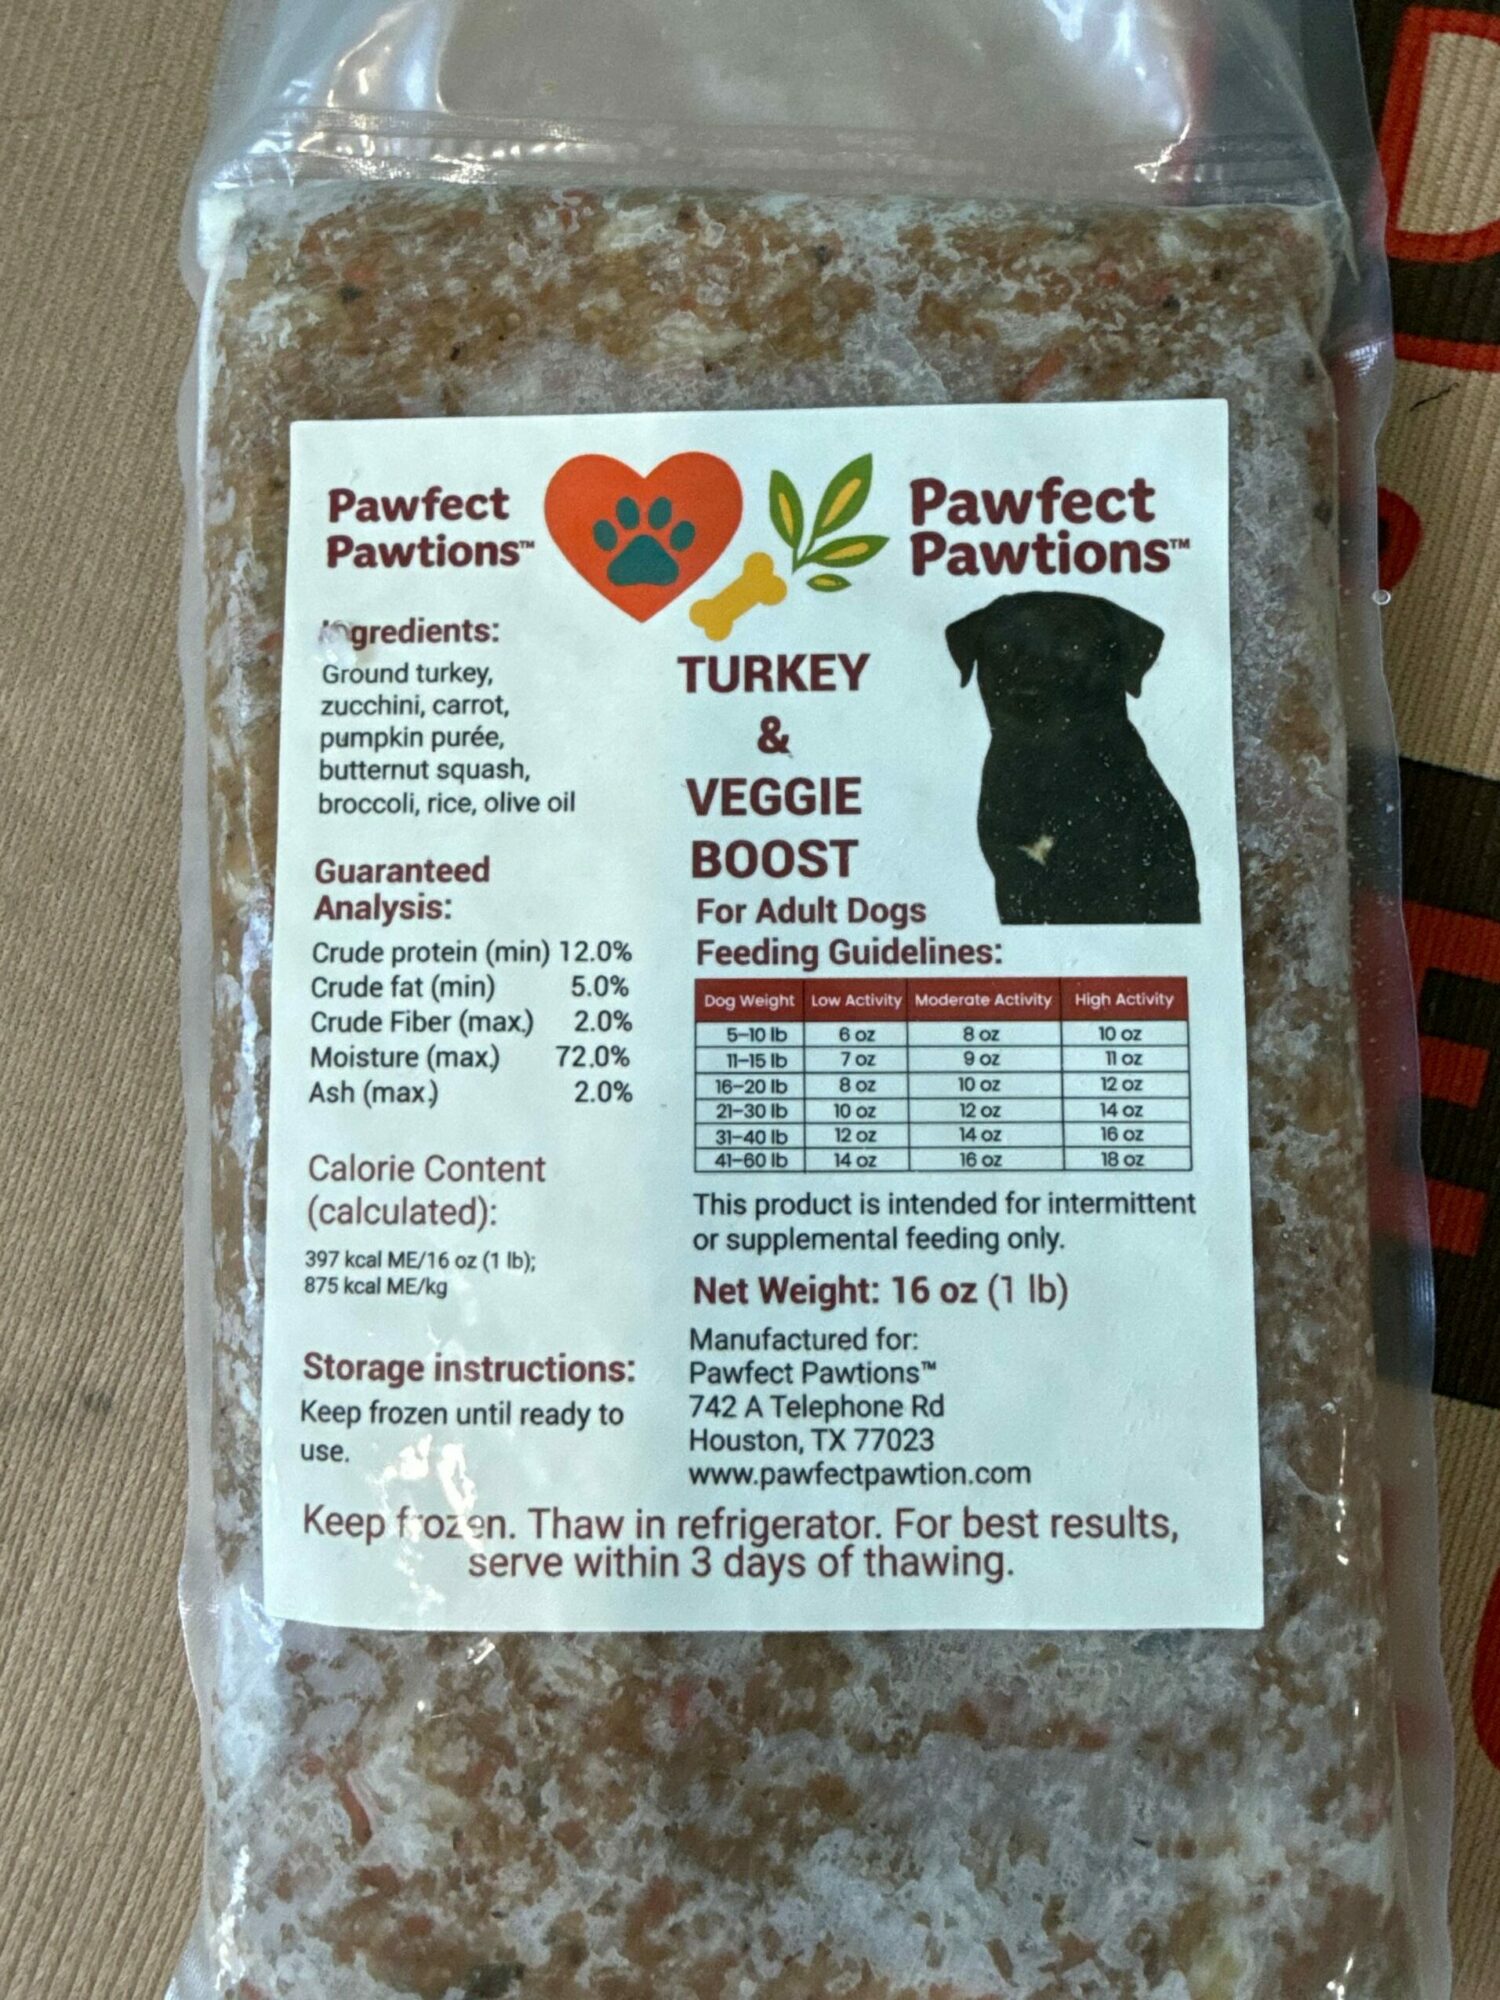 Pawfect
Pawtions™
Pawfect
Pawtions™
Ingredients:
Ground turkey,
zucchini, carrot,
pumpkin purée,
butternut squash,
broccoli, rice, olive oil
Guaranteed
Analysis:
Crude protein (min) 12.0%
Crude fat (min) 5.0%
Crude Fiber (max.) 2.0%
Moisture (max.) 72.0%
Ash (max.) 2.0%
Calorie Content
(calculated):
397 kcal ME/16 oz (1 lb);
875 kcal ME/kg
Storage instructions:
Keep frozen until ready to
use.
TURKEY
&
VEGGIE
BOOST
For Adult Dogs
Feeding Guidelines:
Dog Weight Low Activity Moderate Activity High Activity
5–10 lb 6 oz 8 oz 10 oz
11–15 lb 7 oz 9 oz 11 oz
16–20 lb 8 oz 10 oz 12 oz
21–30 lb 10 oz 12 oz 14 oz
31–40 lb 12 oz 14 oz 16 oz
41–60 lb 14 oz 16 oz 18 oz
This product is intended for intermittent
or supplemental feeding only.
Net Weight: 16 oz (1 lb)
Manufactured for:
Pawfect Pawtions™
742 A Telephone Rd
Houston, TX 77023
www.pawfectpawtion.com
Keep frozen. Thaw in refrigerator. For best results,
serve within 3 days of thawing.